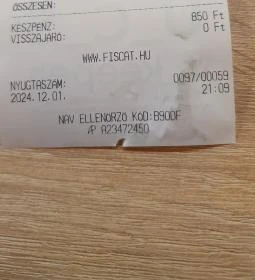 ÖSSZESEN:
850 Ft
KÉSZPÉNZ:
0 Ft
VISSZAJÁRÓ:
WWW.FISCAT.HU
NYUGTASZÁM: 0097/00059
2024.12.01. 21:09
NAV ELLENŐRZŐ KÓD:B90DF
AP A23472450